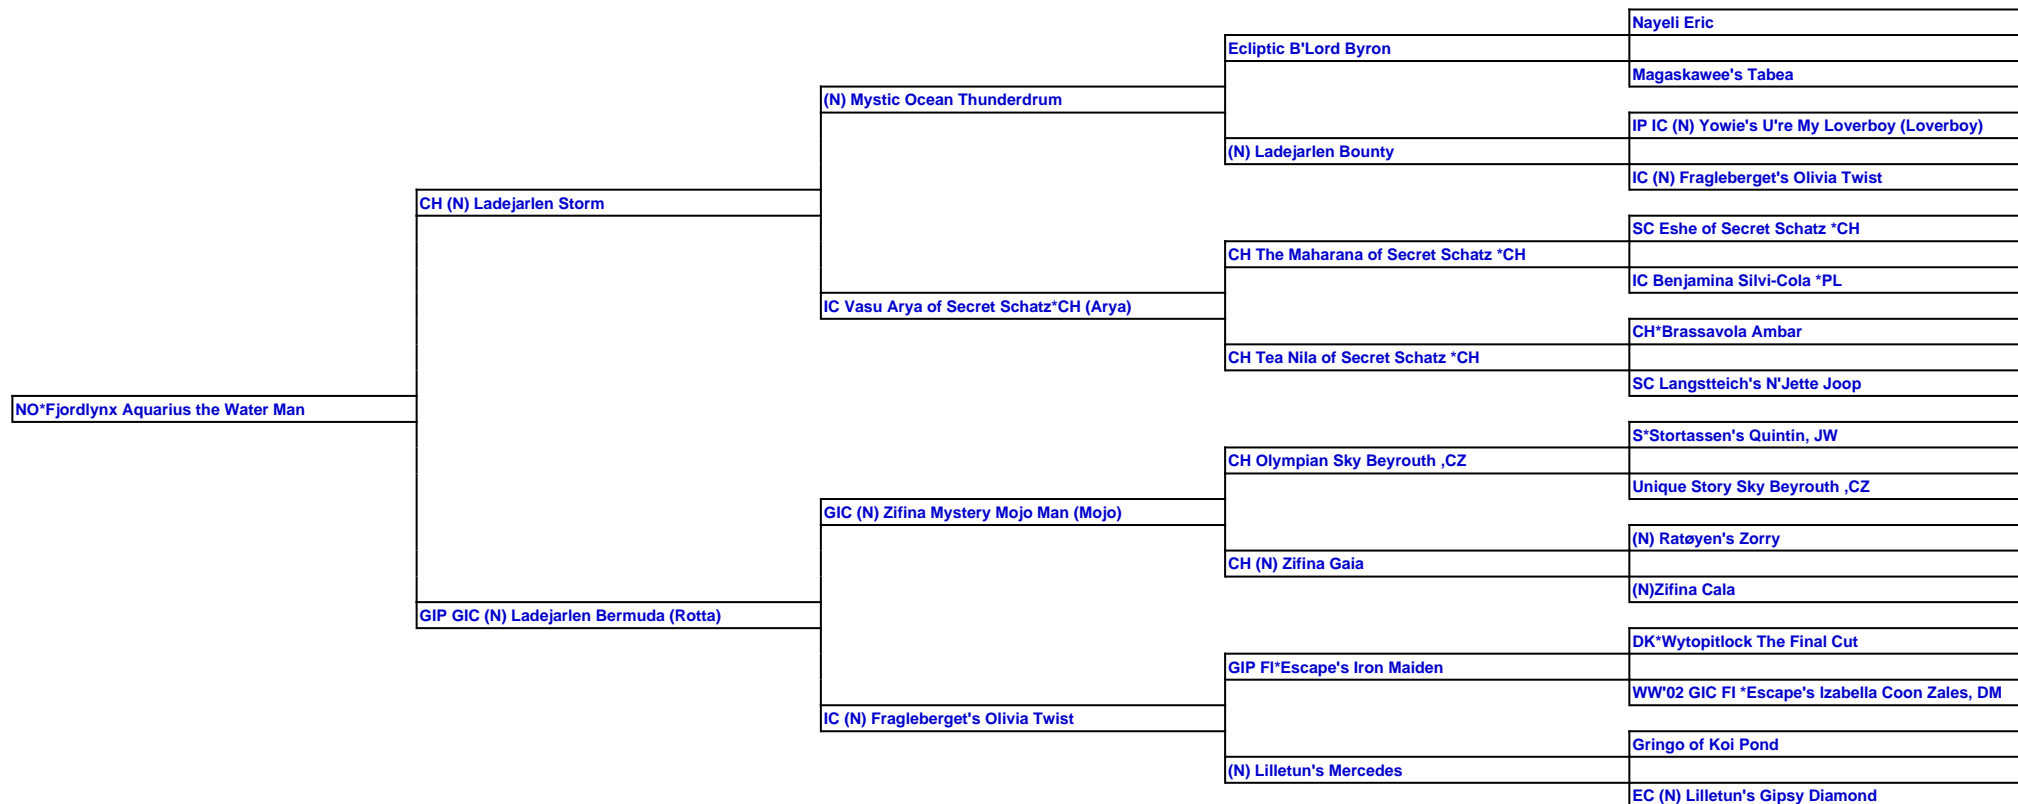 Nayeli Eric
Ecliptic B'Lord Byron
Magaskawee's Tabea
(N) Mystic Ocean Thunderdrum
IP IC (N) Yowie's U're My Loverboy (Loverboy)
(N) Ladejarlen Bounty
IC (N) Fragleberget's Olivia Twist
CH (N) Ladejarlen Storm
SC Eshe of Secret Schatz *CH
CH The Maharana of Secret Schatz *CH
IC Benjamina Silvi-Cola *PL
IC Vasu Arya of Secret Schatz*CH (Arya)
CH*Brassavola Ambar
CH Tea Nila of Secret Schatz *CH
SC Langstteich's N'Jette Joop
NO*Fjordlynx Aquarius the Water Man
S*Stortassen's Quintin, JW
CH Olympian Sky Beyrouth ,CZ
Unique Story Sky Beyrouth ,CZ
GIC (N) Zifina Mystery Mojo Man (Mojo)
(N) Ratøyen's Zorry
CH (N) Zifina Gaia
(N)Zifina Cala
GIP GIC (N) Ladejarlen Bermuda (Rotta)
DK*Wytopitlock The Final Cut
GIP FI*Escape's Iron Maiden
WW'02 GIC FI *Escape's Izabella Coon Zales, DM
IC (N) Fragleberget's Olivia Twist
Gringo of Koi Pond
(N) Lilletun's Mercedes
EC (N) Lilletun's Gipsy Diamond